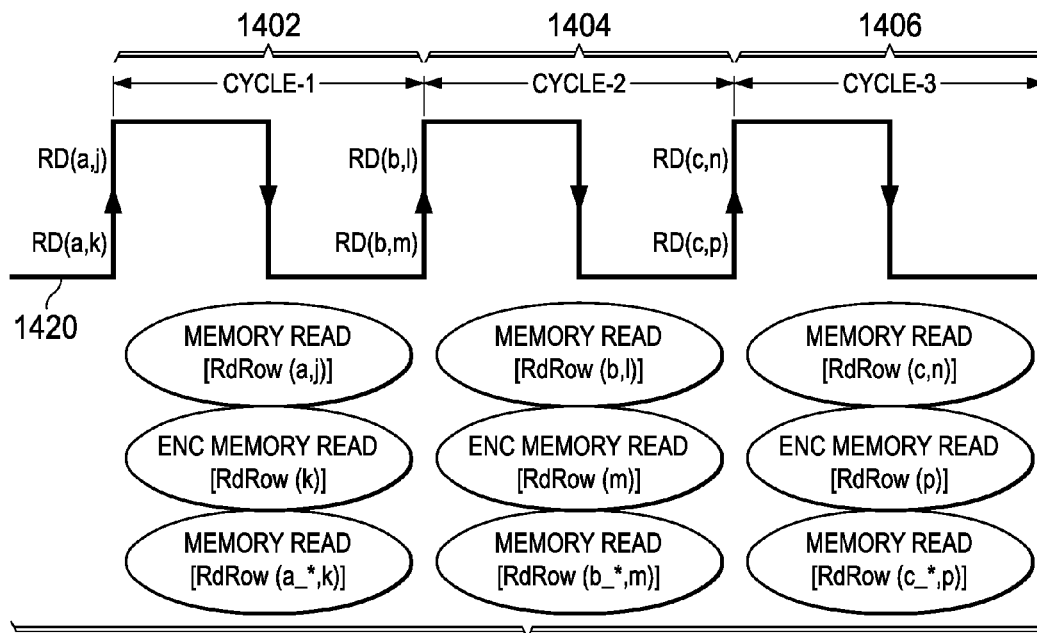 1402 1404 1406
CYCLE-1 CYCLE-2 CYCLE-3
RD(a,j) RD(b,l) RD(c,n)
RD(a,k) RD(b,m) RD(c,p)
1420
MEMORY READ MEMORY READ MEMORY READ
[RdRow (a,j)] [RdRow (b,l)] [RdRow (c,n)]
ENC MEMORY READ ENC MEMORY READ ENC MEMORY READ
[RdRow (k)] [RdRow (m)] [RdRow (p)]
MEMORY READ MEMORY READ MEMORY READ
[RdRow (a_*,k)] [RdRow (b_*,m)] [RdRow (c_*,p)]